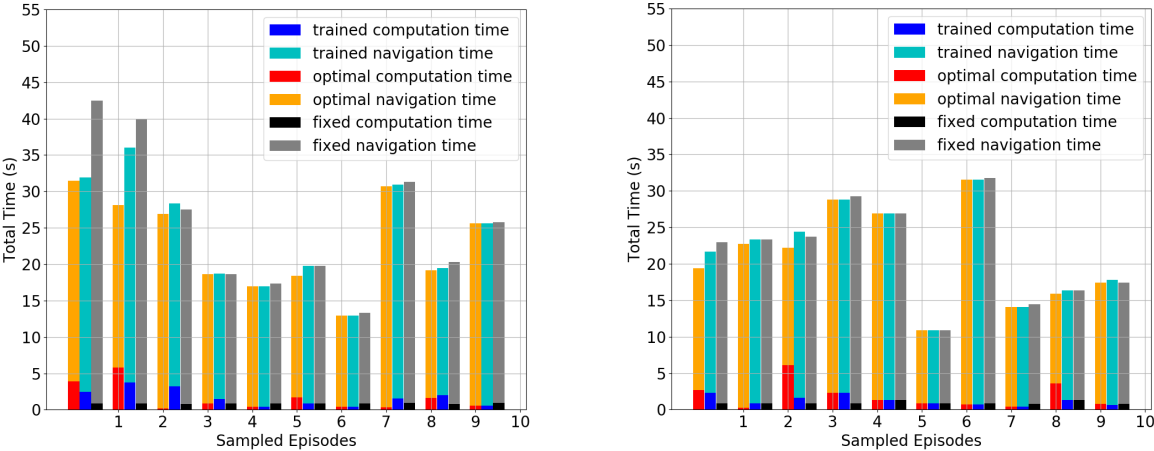 55
50
45
40
35
30
25
20
15
10
5
0
Total Time (s)
trained computation time
trained navigation time
optimal computation time
optimal navigation time
fixed computation time
fixed navigation time
1 2 3 4 5 6 7 8 9 10
Sampled Episodes
55
50
45
40
35
30
25
20
15
10
5
0
Total Time (s)
trained computation time
trained navigation time
optimal computation time
optimal navigation time
fixed computation time
fixed navigation time
1 2 3 4 5 6 7 8 9 10
Sampled Episodes